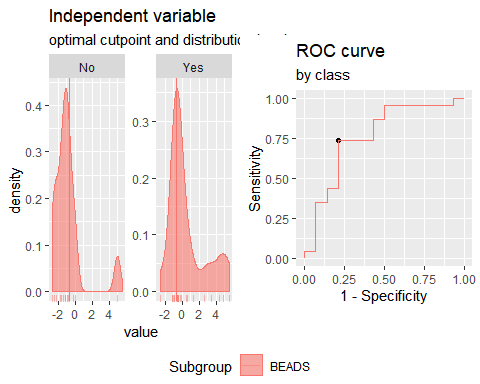 Independent variable
optimal cutpoint and distributio
No
Yes
density
0.4
0.3
0.2
0.1
0.0
0.3
0.2
0.1
0.0
-2 0 2 4
-2 0 2 4
value
ROC curve
by class
Sensitivity
1.00
0.75
0.50
0.25
0.00
0.00 0.25 0.50 0.75 1.00
1 - Specificity
Subgroup
BEADS